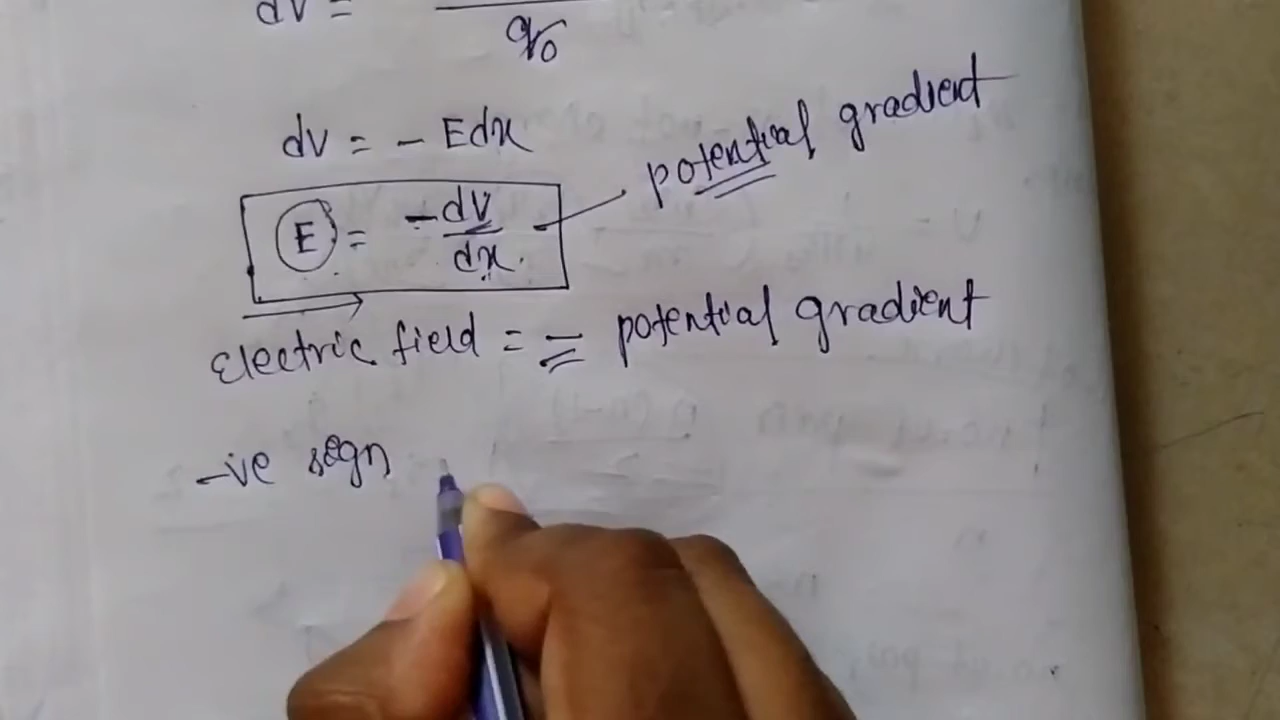 dV =
q₀
dV = - Edx
potential gradient
E = -dV/dx
Electric field = = potential gradient
-ve sign